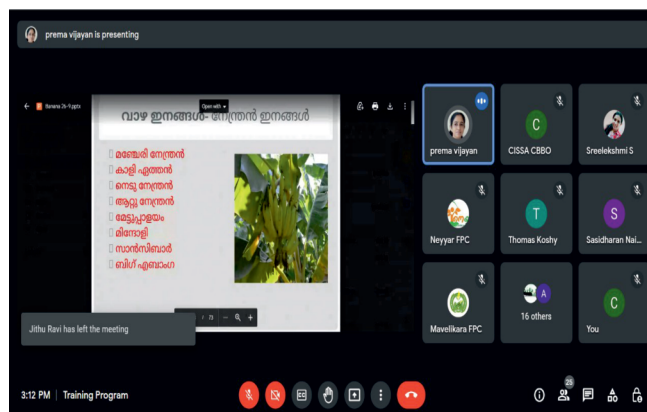 prema vijayan is presenting
Banana 26-9.pptx
Open with
വാഴ ഇനങ്ങൾ- നേന്ത്രൻ ഇനങ്ങൾ
മഞ്ചേരി നേന്ത്രൻ
കാളി ഏത്തൻ
നെടു നേന്ത്രൻ
ആറ്റു നേന്ത്രൻ
മേട്ടുപ്പാളയം
മിന്ദോളി
സാൻസിബാർ
ബിഗ് എബാംഗ
/ 73
Jithu Ravi has left the meeting
prema vijayan
C
CISSA CBBO
Sreelekshmi S
Neyyar FPC
T
Thomas Koshy
S
Sasidharan Nai...
Mavelikara FPC
A
16 others
C
You
3:12 PM | Training Program
25